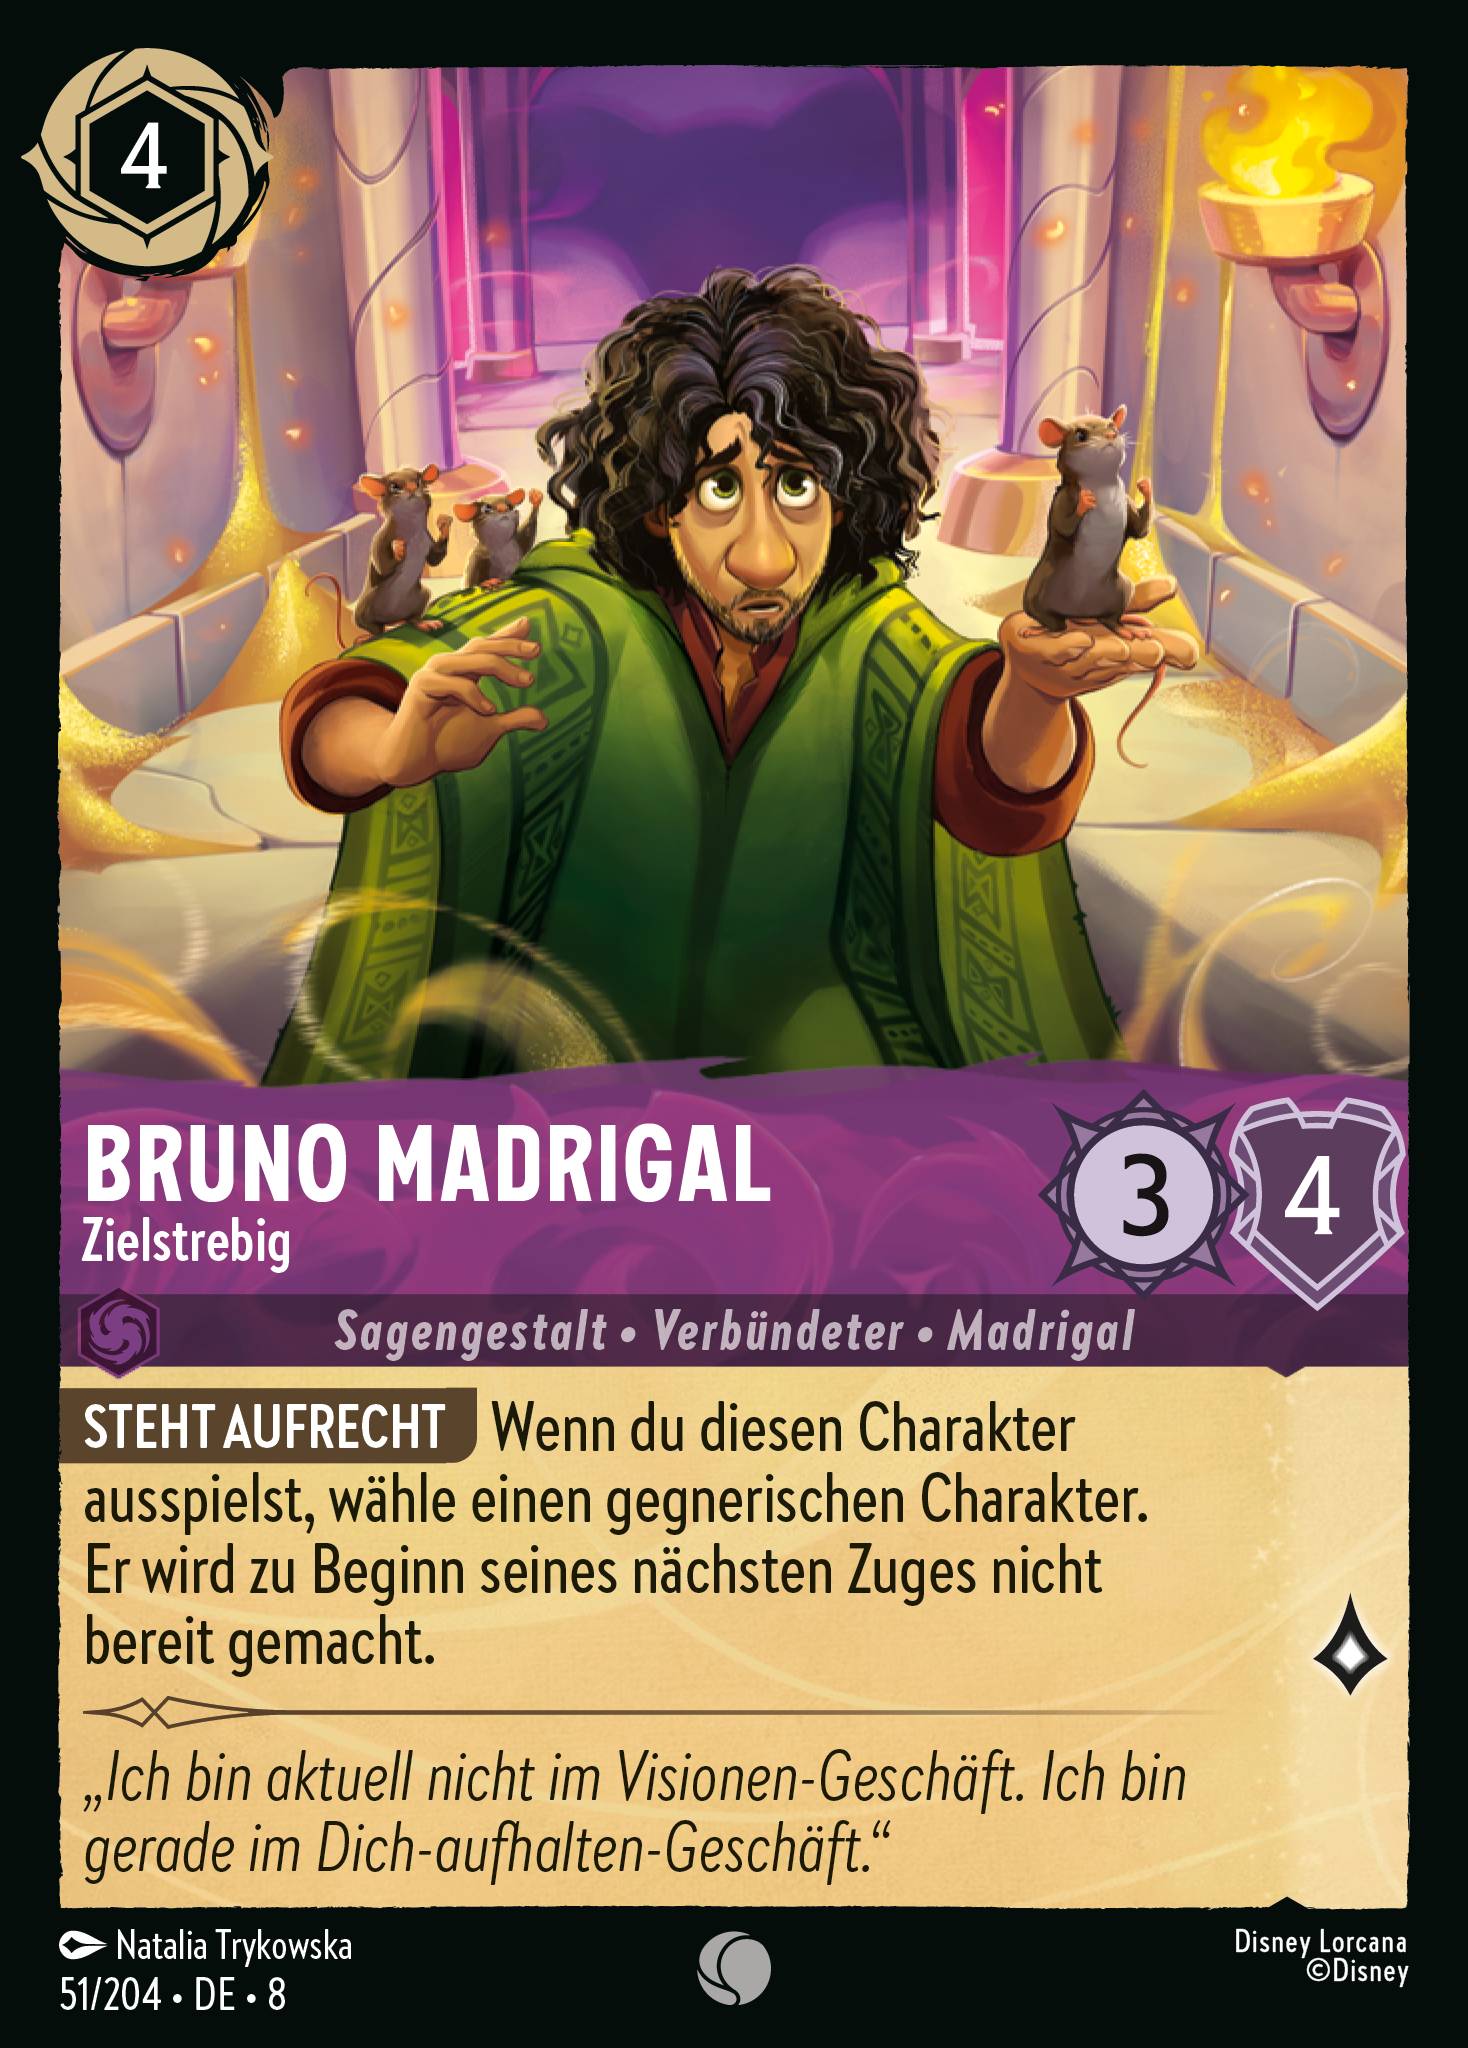 4
BRUNO MADRIGAL
Zielstrebig
3
4
Sagengestalt • Verbündeter • Madrigal
STEHT AUFRECHT Wenn du diesen Charakter
ausspielst, wähle einen gegnerischen Charakter.
Er wird zu Beginn seines nächsten Zuges nicht
bereit gemacht.
„Ich bin aktuell nicht im Visionen-Geschäft. Ich bin
gerade im Dich-aufhalten-Geschäft.“
Natalia Trykowska
51/204 • DE • 8
Disney Lorcana
©Disney